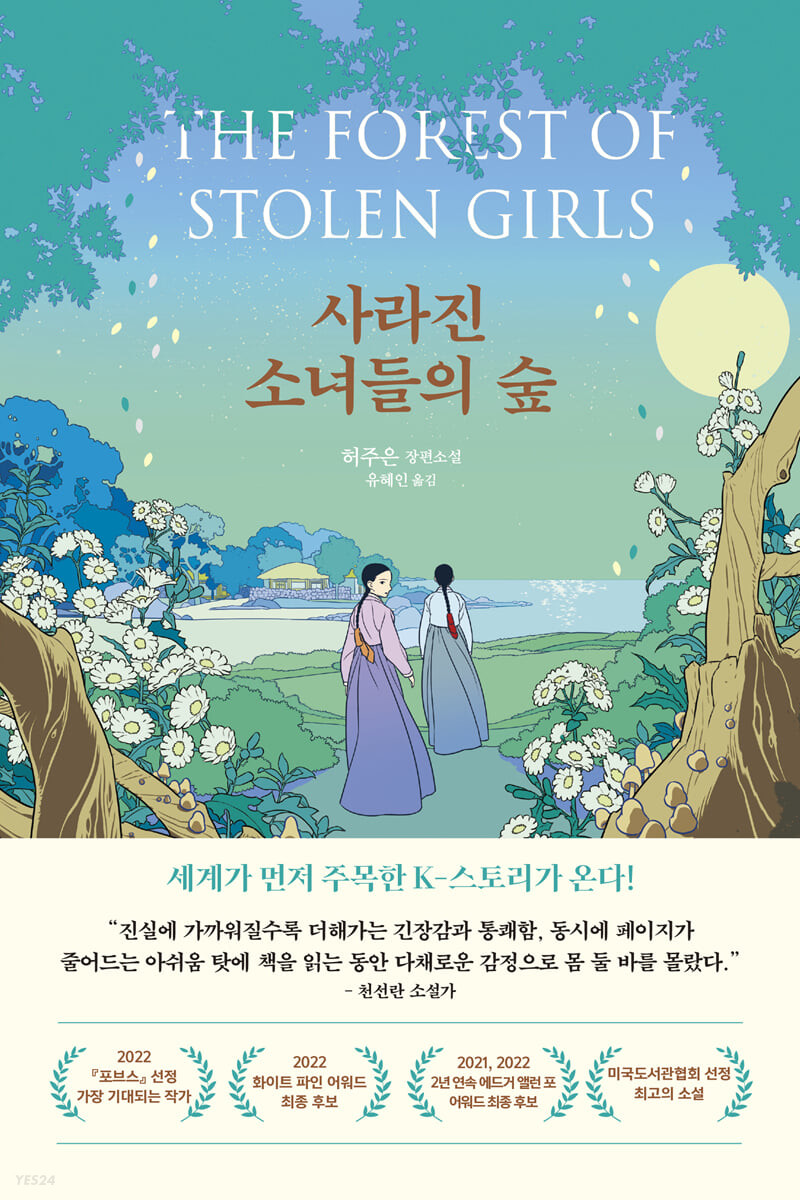 THE FOREST OF
STOLEN GIRLS
사라진
소녀들의 숲
허주은 장편소설
유혜인 옮김
세계가 먼저 주목한 K-스토리가 온다!
“진실에 가까워질수록 더해가는 긴장감과 통쾌함, 동시에 페이지가
줄어드는 아쉬움 탓에 책을 읽는 동안 다채로운 감정으로 몸 둘 바를 몰랐다.”
- 천선란 소설가
2022
『포브스』 선정
가장 기대되는 작가
2022
화이트 파인 어워드
최종 후보
2021, 2022
2년 연속 에드거 앨런 포
어워드 최종 후보
미국도서관협회 선정
최고의 소설
YES24